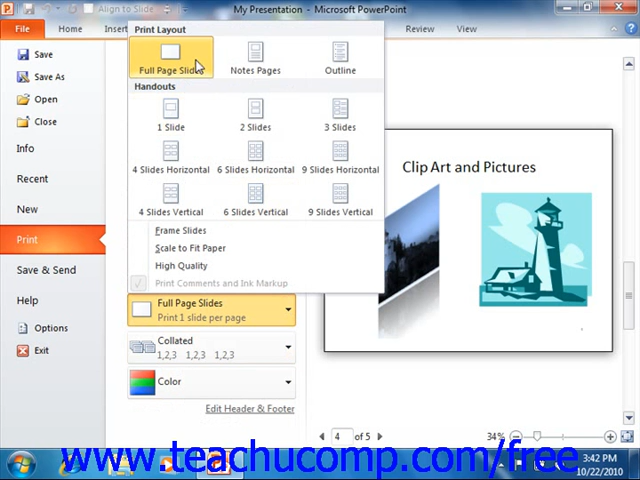 Align to Slide
My Presentation - Microsoft PowerPoint
File Home Insert Review View
Print Layout
Full Page Slides Notes Pages Outline
Handouts
1 Slide 2 Slides 3 Slides
4 Slides Horizontal 6 Slides Horizontal 9 Slides Horizontal
4 Slides Vertical 6 Slides Vertical 9 Slides Vertical
Frame Slides
Scale to Fit Paper
High Quality
Print Comments and Ink Markup
Save
Save As
Open
Close
Info
Recent
New
Print
Save & Send
Help
Options
Exit
Full Page Slides
Print 1 slide per page
Collated
1,2,3 1,2,3 1,2,3
Color
Edit Header & Footer
Clip Art and Pictures
4 of 5
34%
www.teachucomp.com/free
3:42 PM
10/22/2010